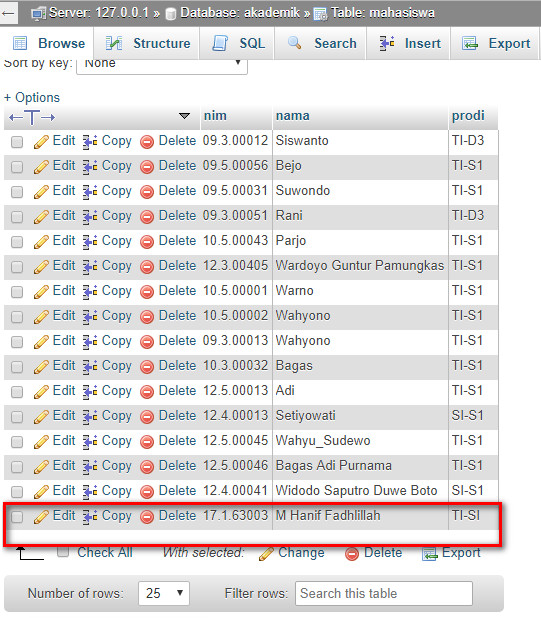 Server: 127.0.0.1 » Database: akademik » Table: mahasiswa
Browse Structure SQL Search Insert Export
Sort by key: None
+ Options
←T→ nim nama prodi
Edit Copy Delete 09.3.00012 Siswanto TI-D3
Edit Copy Delete 09.5.00056 Bejo TI-S1
Edit Copy Delete 09.5.00031 Suwondo TI-S1
Edit Copy Delete 09.3.00051 Rani TI-D3
Edit Copy Delete 10.5.00043 Parjo TI-S1
Edit Copy Delete 12.3.00405 Wardoyo Guntur Pamungkas TI-S1
Edit Copy Delete 10.5.00001 Warno TI-S1
Edit Copy Delete 10.5.00002 Wahyono TI-S1
Edit Copy Delete 09.3.00013 Wahyono TI-S1
Edit Copy Delete 10.3.00032 Bagas TI-S1
Edit Copy Delete 12.5.00013 Adi TI-S1
Edit Copy Delete 12.4.00013 Setiyowati SI-S1
Edit Copy Delete 12.5.00045 Wahyu_Sudewo TI-S1
Edit Copy Delete 12.5.00046 Bagas Adi Purnama TI-S1
Edit Copy Delete 12.4.00041 Widodo Saputro Duwe Boto SI-S1
Edit Copy Delete 17.1.63003 M Hanif Fadhlillah TI-SI
Check All With selected: Change Delete Export
Number of rows: 25 Filter rows: Search this table